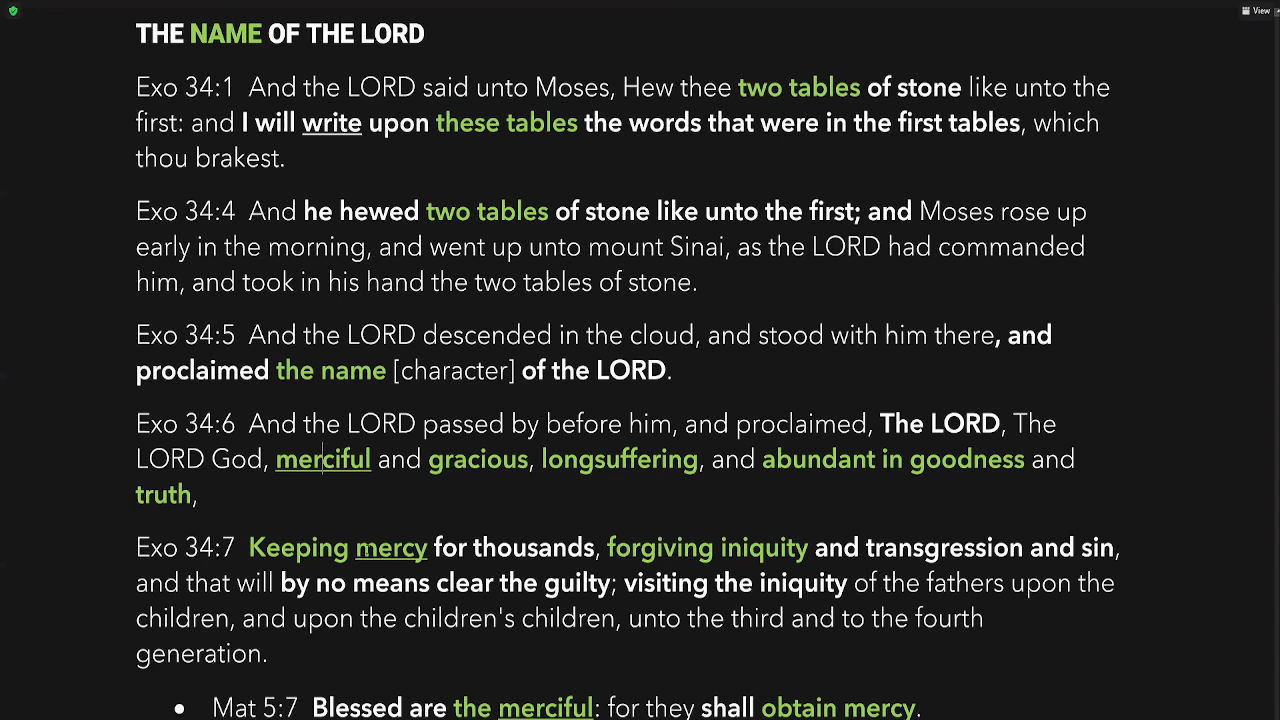 View
THE NAME OF THE LORD
Exo 34:1 And the LORD said unto Moses, Hew thee two tables of stone like unto the
first: and I will write upon these tables the words that were in the first tables, which
thou brakest.
Exo 34:4 And he hewed two tables of stone like unto the first; and Moses rose up
early in the morning, and went up unto mount Sinai, as the LORD had commanded
him, and took in his hand the two tables of stone.
Exo 34:5 And the LORD descended in the cloud, and stood with him there, and
proclaimed the name [character] of the LORD.
Exo 34:6 And the LORD passed by before him, and proclaimed, The LORD, The
LORD God, merciful and gracious, longsuffering, and abundant in goodness and
truth,
Exo 34:7 Keeping mercy for thousands, forgiving iniquity and transgression and sin,
and that will by no means clear the guilty; visiting the iniquity of the fathers upon the
children, and upon the children's children, unto the third and to the fourth
generation.
• Mat 5:7 Blessed are the merciful: for they shall obtain mercy.